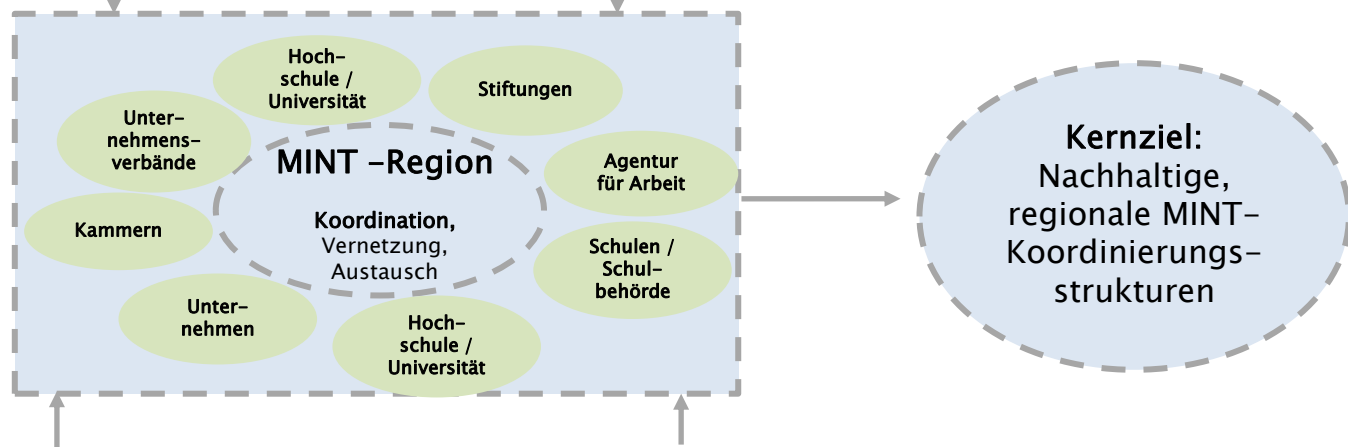 Hoch–
schule /
Universität
Stiftungen
Unter–
nehmens–
verbände
MINT –Region
Agentur
für Arbeit
Kammern
Koordination,
Vernetzung,
Austausch
Schulen /
Schul–
behörde
Unter–
nehmen
Hoch–
schule /
Universität
Kernziel:
Nachhaltige,
regionale MINT–
Koordinierungs–
strukturen